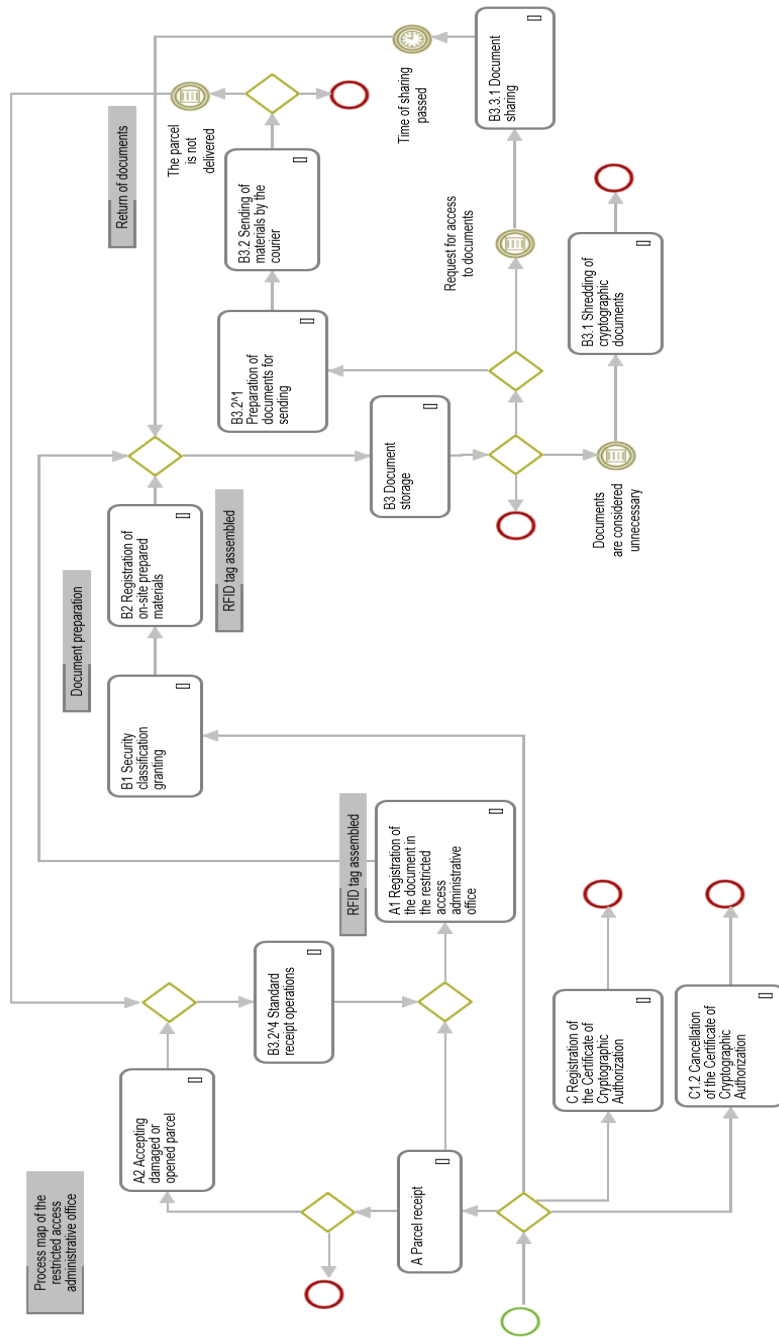 Process map of the
restricted access
administrative office
A2 Accepting
damaged or
opened parcel
B3.2^4 Standard
receipt operations
A Parcel receipt
RFID tag assembled
A1 Registration of
the document in
the restricted
access
administrative
office
C Registration of
the Certificate of
Cryptographic
Authorization
C1.2 Cancellation
of the Certificate of
Cryptographic
Authorization
Document preparation
B1 Security
classification
granting
B2 Registration of
on-site prepared
materials
RFID tag assembled
Return of documents
The parcel
is not
delivered
B3.2^1
Preparation of
documents for
sending
B3.2 Sending of
materials by the
courier
B3 Document
storage
Time of sharing
passed
Request for access
to documents
B3.3.1 Document
sharing
Documents
are considered
unnecessary
B3.1 Shredding of
cryptographic
documents